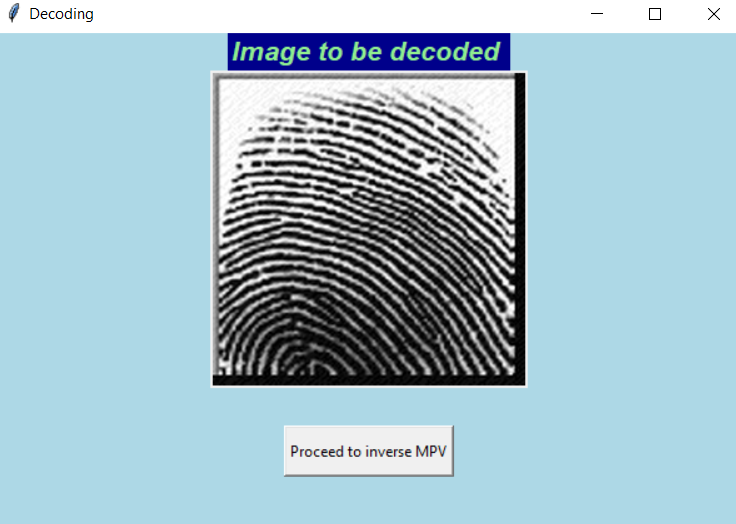 Decoding
Image to be decoded
Proceed to inverse MPV